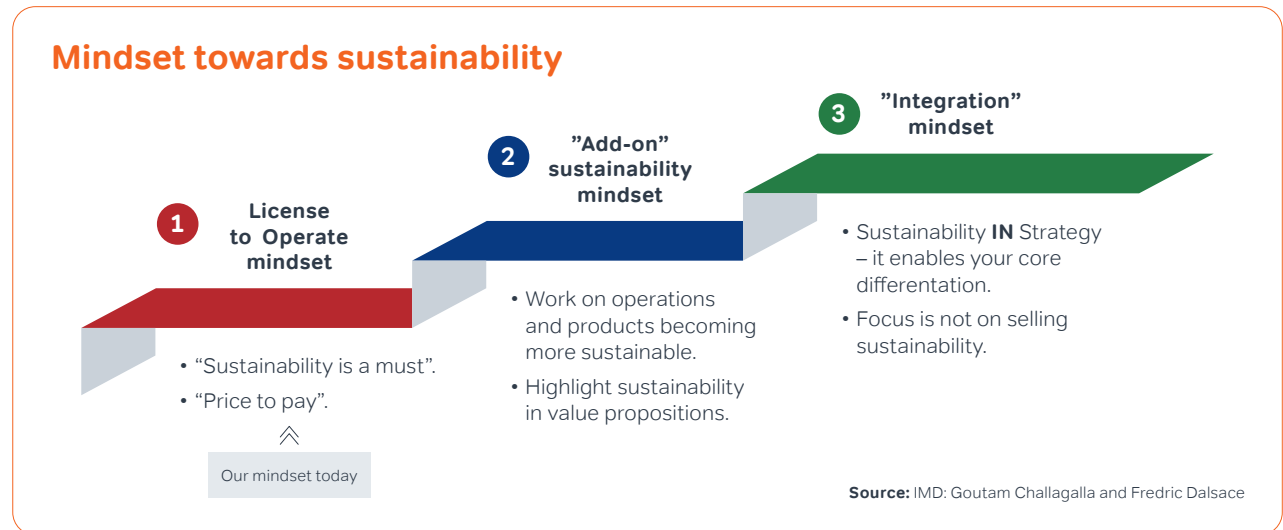 Mindset towards sustainability
1
License
to Operate
mindset
• “Sustainability is a must”.
• “Price to pay”.
Our mindset today
2
”Add-on”
sustainability
mindset
• Work on operations
and products becoming
more sustainable.
• Highlight sustainability
in value propositions.
3
”Integration”
mindset
• Sustainability IN Strategy
– it enables your core
differentation.
• Focus is not on selling
sustainability.
Source: IMD: Goutam Challagalla and Fredric Dalsace